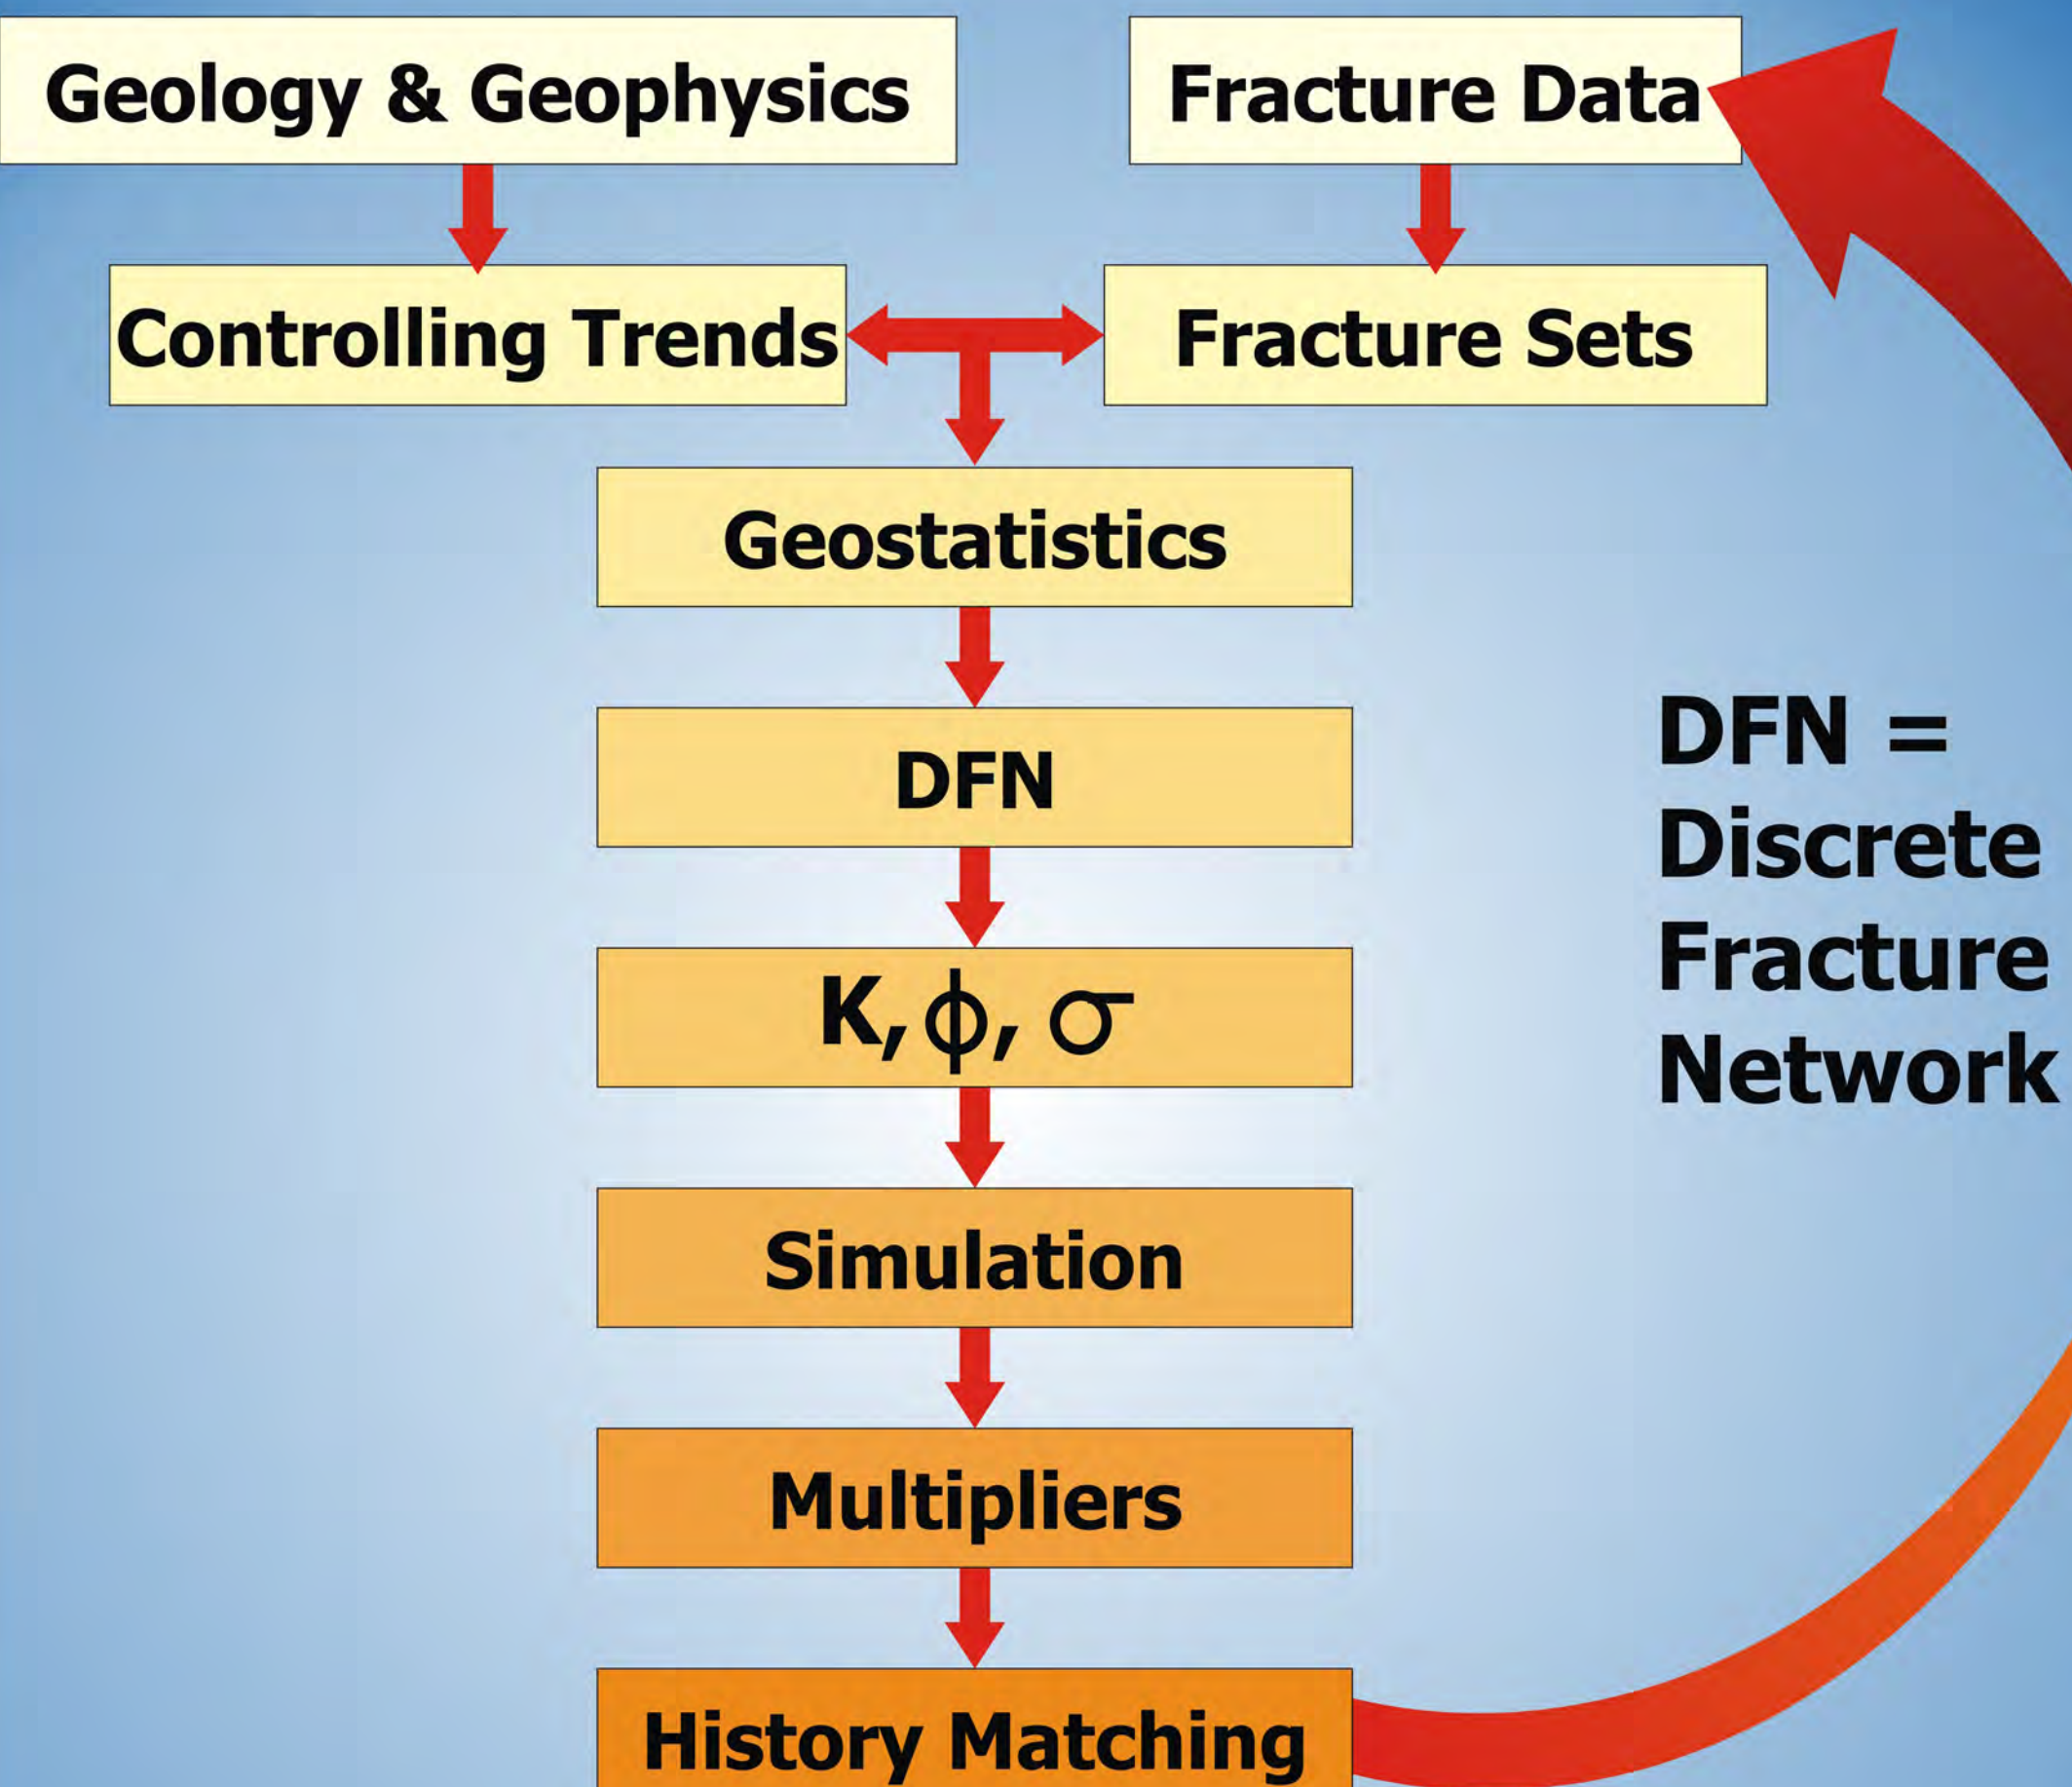 Geology & Geophysics
Fracture Data
Controlling Trends
Fracture Sets
Geostatistics
DFN
K, ϕ, σ
Simulation
Multipliers
History Matching
DFN =
Discrete
Fracture
Network